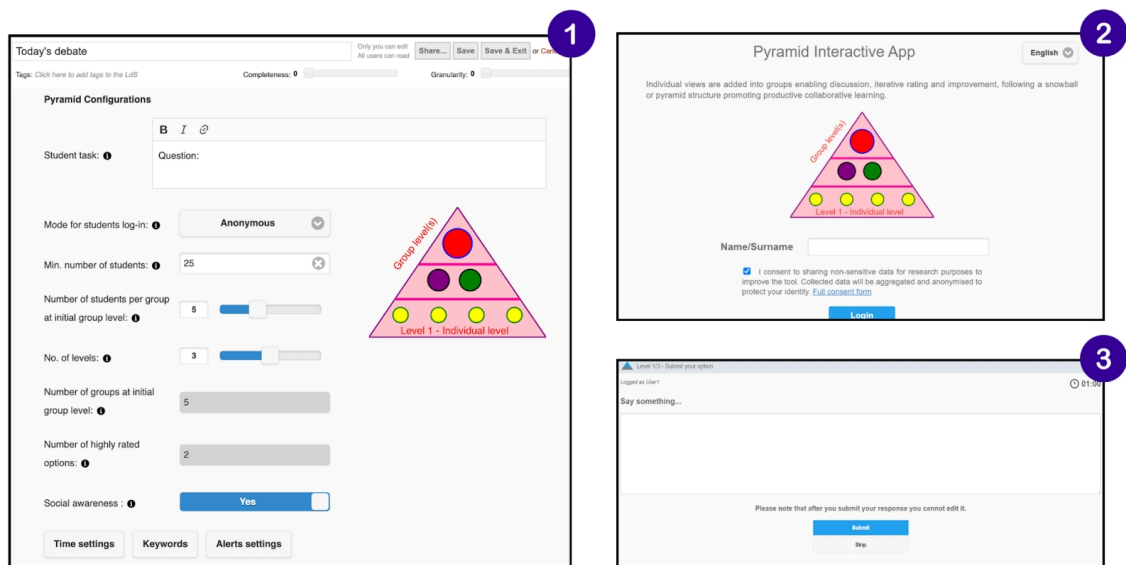 1
Today's debate
Only you can edit
All users can read
Share...
Save
Save & Exit
or
Tags: Click here to add tags to the LdS
Completeness: 0
Granularity: 0
Pyramid Configurations
B I
Student task:
Question:
Mode for students log-in:
Anonymous
Min. number of students:
25
Number of students per group
at initial group level:
5
No. of levels:
3
Number of groups at initial
group level:
5
Number of highly rated
options:
2
Social awareness :
Yes
Time settings
Keywords
Alerts settings
Group level(s)
Level 1 - Individual level
2
Pyramid Interactive App
English
Individual views are added into groups enabling discussion, iterative rating and improvement, following a snowball
or pyramid structure promoting productive collaborative learning.
Group level(s)
Level 1 - Individual level
Name/Surname
I consent to sharing non-sensitive data for research purposes to
improve the tool. Collected data will be aggregated and anonymised to
protect your identity. Full consent form
Login
3
Level 1/3 - Submit your option
Logged as User1
01:00
Say something...
Please note that after you submit your response you cannot edit it.
Submit
Skip